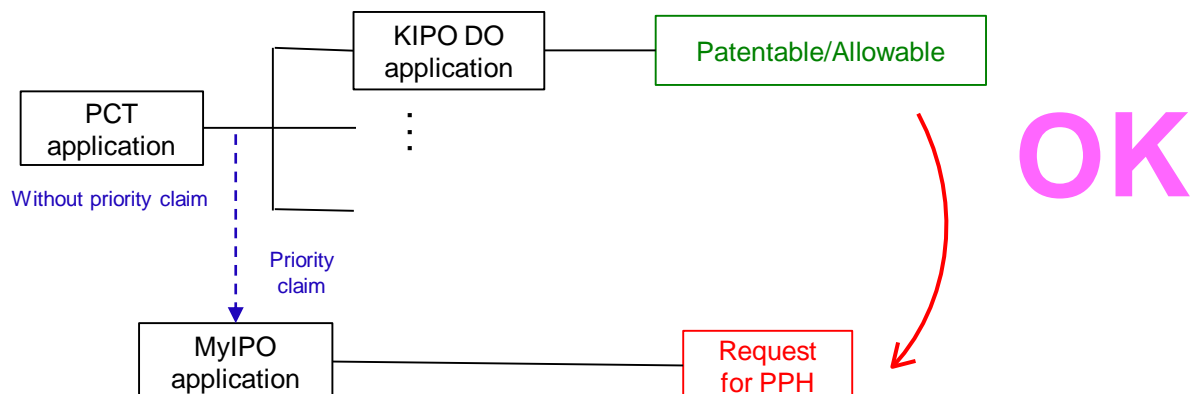 KIPO DO
application
Patentable/Allowable
PCT
application
OK
Without priority claim
Priority
claim
MyIPO
application
Request
for PPH